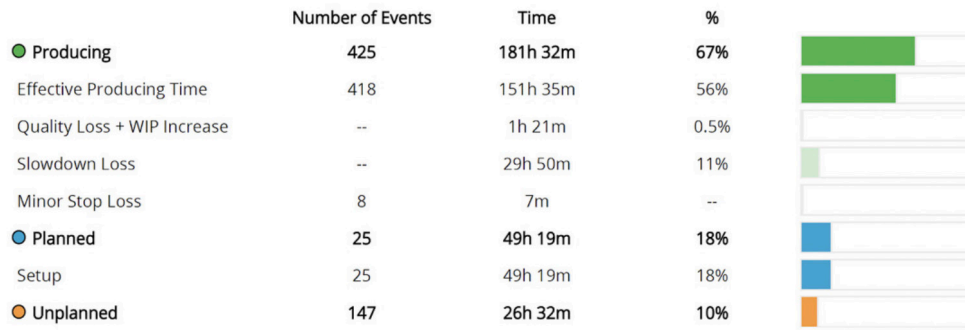 Number of Events Time %
Producing 425 181h 32m 67%
Effective Producing Time 418 151h 35m 56%
Quality Loss + WIP Increase -- 1h 21m 0.5%
Slowdown Loss -- 29h 50m 11%
Minor Stop Loss 8 7m --
Planned 25 49h 19m 18%
Setup 25 49h 19m 18%
Unplanned 147 26h 32m 10%